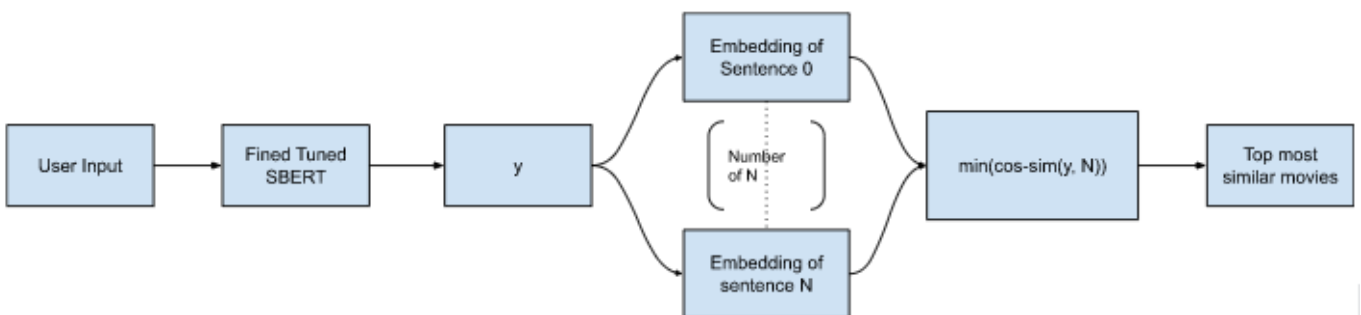 User Input
Fined Tuned
SBERT
y
Embedding of
Sentence 0
Number
of N
Embedding of
sentence N
min(cos-sim(y, N))
Top most
similar movies